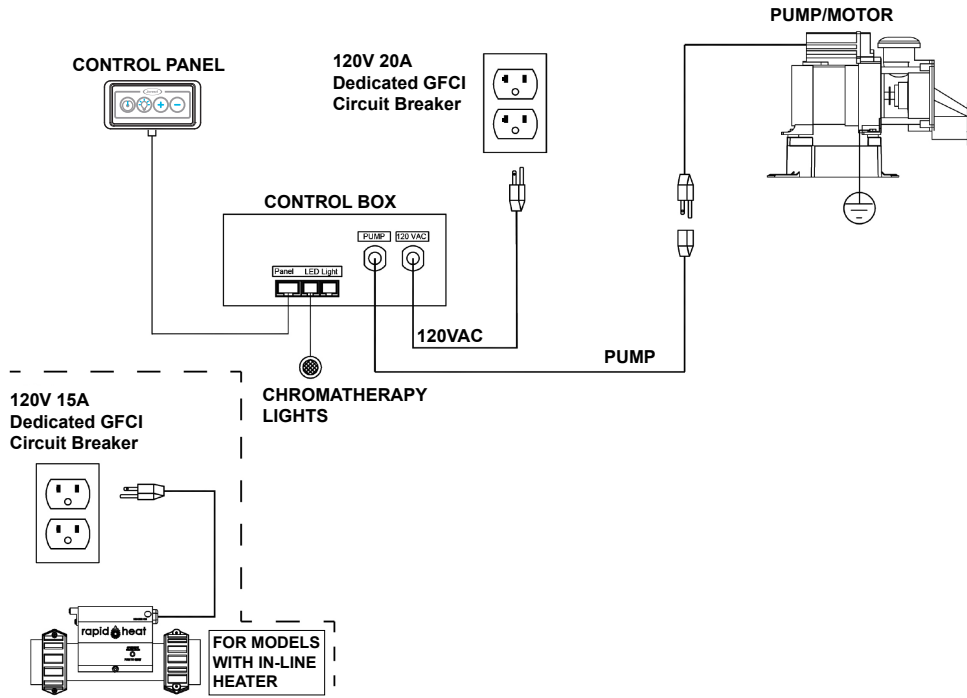 PUMP/MOTOR
CONTROL PANEL
120V 20A
Dedicated GFCI
Circuit Breaker
CONTROL BOX
PUMP
120 VAC
Panel
LED Light
120VAC
PUMP
CHROMATHERAPY
LIGHTS
120V 15A
Dedicated GFCI
Circuit Breaker
rapid heat
FOR MODELS
WITH IN-LINE
HEATER